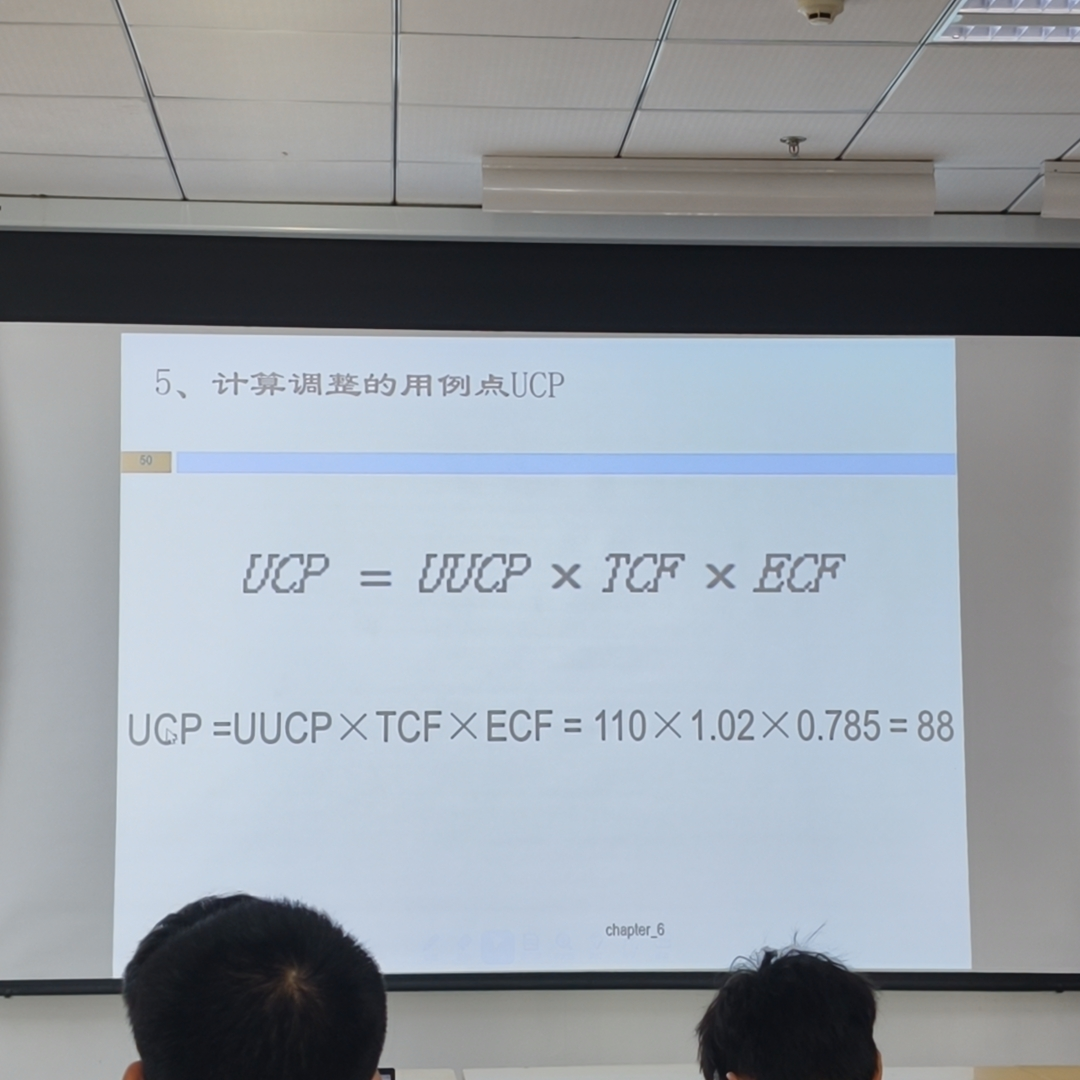 5、计算调整的用例点UCP
50
UCP = UUCP × TCF × ECF
UCP =UUCP×TCF×ECF = 110×1.02×0.785 = 88
chapter_6